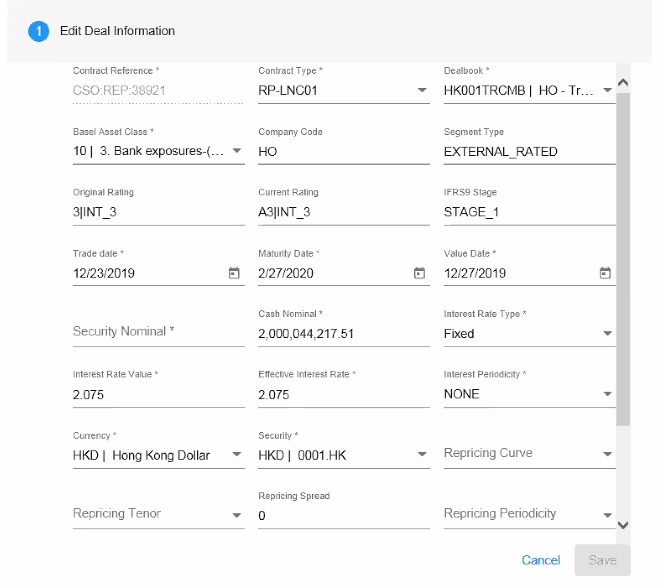 1 Edit Deal Information
Contract Reference * Contract Type * Dealbook *
CSO:REP:38921 RP-LNC01 HK001TRCMB | HO - Tr...
Basel Asset Class * Company Code Segment Type
10 | 3. Bank exposures-(... HO EXTERNAL_RATED
Original Rating Current Rating IFRS9 Stage
3|INT_3 A3|INT_3 STAGE_1
Trade date * Maturity Date * Value Date *
12/23/2019 2/27/2020 12/27/2019
Cash Nominal * Interest Rate Type *
Security Nominal * 2,000,044,217.51 Fixed
Interest Rate Value * Effective Interest Rate * Interest Periodicity *
2.075 2.075 NONE
Currency * Security *
HKD | Hong Kong Dollar HKD | 0001.HK Repricing Curve
Repricing Spread
Repricing Tenor 0 Repricing Periodicity
Cancel Save